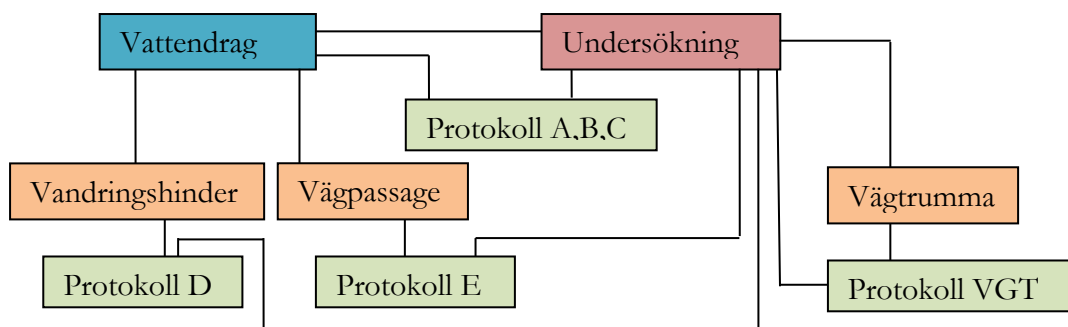 Vattendrag
Undersökning
Protokoll A,B,C
Vandringshinder
Vägpassage
Vägtrumma
Protokoll D
Protokoll E
Protokoll VGT